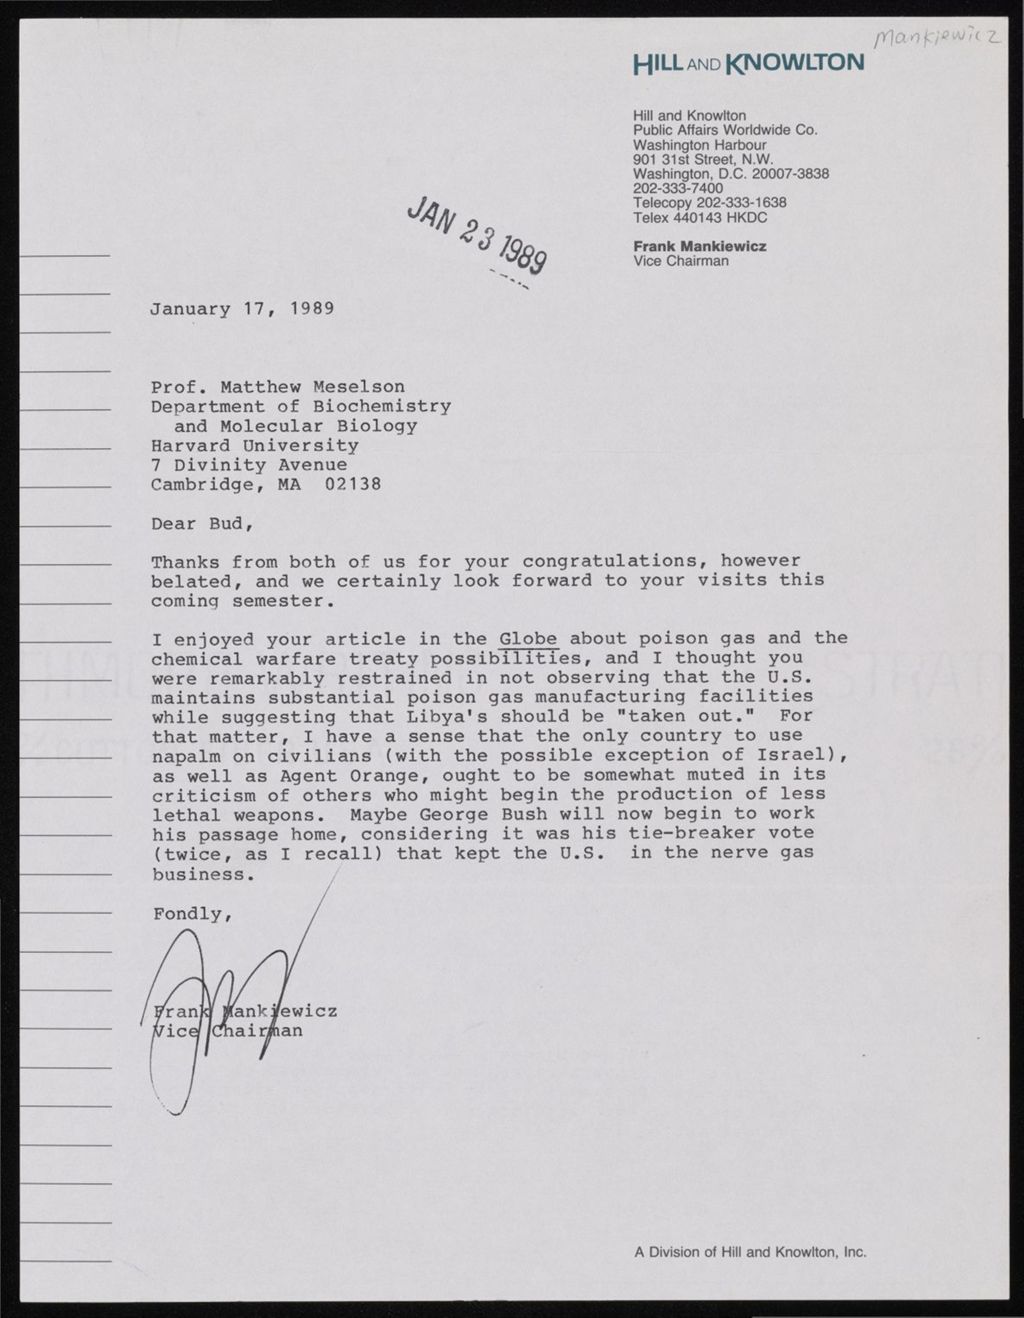 Mankiewicz
HILL AND KNOWLTON
Hill and Knowlton
Public Affairs Worldwide Co.
Washington Harbour
901 31st Street, N.W.
Washington, D.C. 20007-3838
202-333-7400
Telecopy 202-333-1638
Telex 440143 HKDC
Frank Mankiewicz
Vice Chairman
JAN 23 1989
January 17, 1989
Prof. Matthew Meselson
Department of Biochemistry
and Molecular Biology
Harvard University
7 Divinity Avenue
Cambridge, MA 02138
Dear Bud,
Thanks from both of us for your congratulations, however
belated, and we certainly look forward to your visits this
coming semester.
I enjoyed your article in the Globe about poison gas and the
chemical warfare treaty possibilities, and I thought you
were remarkably restrained in not observing that the U.S.
maintains substantial poison gas manufacturing facilities
while suggesting that Libya's should be "taken out." For
that matter, I have a sense that the only country to use
napalm on civilians (with the possible exception of Israel),
as well as Agent Orange, ought to be somewhat muted in its
criticism of others who might begin the production of less
lethal weapons. Maybe George Bush will now begin to work
his passage home, considering it was his tie-breaker vote
(twice, as I recall) that kept the U.S. in the nerve gas
business.
Fondly,
Frank Mankiewicz
Vice Chairman
A Division of Hill and Knowlton, Inc.